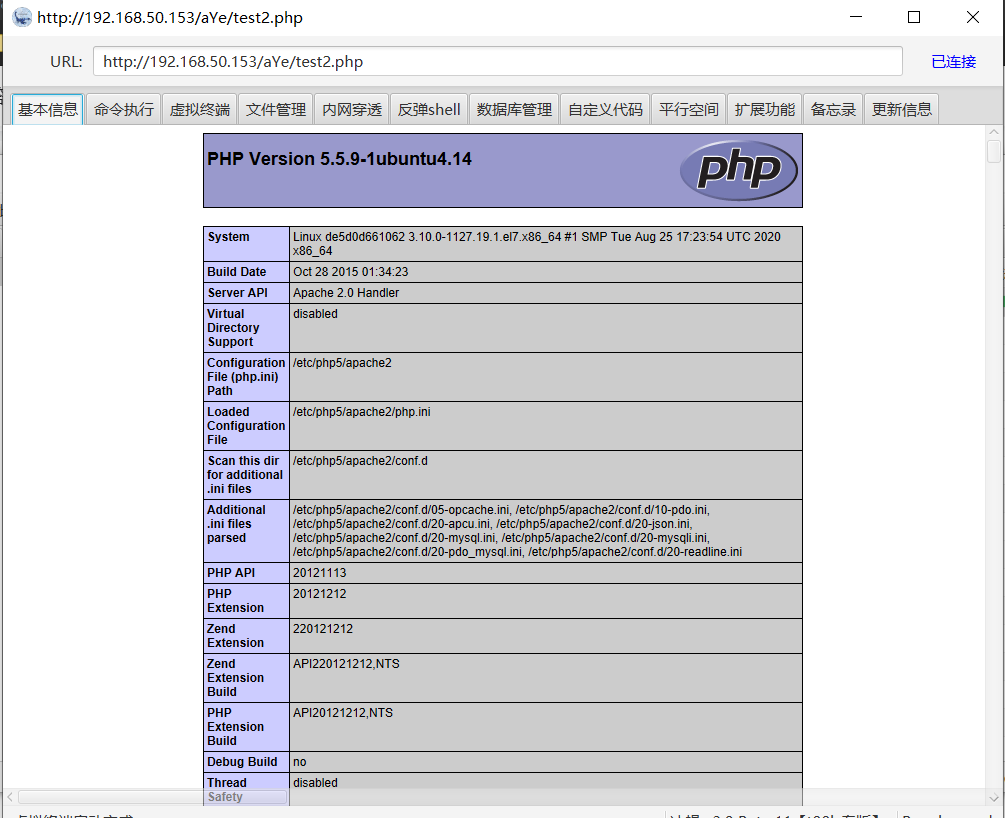 http://192.168.50.153/aYe/test2.php
URL: http://192.168.50.153/aYe/test2.php 已连接
基本信息 命令执行 虚拟终端 文件管理 内网穿透 反弹shell 数据库管理 自定义代码 平行空间 扩展功能 备忘录 更新信息
PHP Version 5.5.9-1ubuntu4.14
php
System
Linux de5d0d661062 3.10.0-1127.19.1.el7.x86_64 #1 SMP Tue Aug 25 17:23:54 UTC 2020
x86_64
Build Date
Oct 28 2015 01:34:23
Server API
Apache 2.0 Handler
Virtual
Directory
Support
disabled
Configuration
File (php.ini)
Path
/etc/php5/apache2
Loaded
Configuration
File
/etc/php5/apache2/php.ini
Scan this dir
for additional
.ini files
/etc/php5/apache2/conf.d
Additional
.ini files
parsed
/etc/php5/apache2/conf.d/05-opcache.ini, /etc/php5/apache2/conf.d/10-pdo.ini,
/etc/php5/apache2/conf.d/20-apcu.ini, /etc/php5/apache2/conf.d/20-json.ini,
/etc/php5/apache2/conf.d/20-mysql.ini, /etc/php5/apache2/conf.d/20-mysqli.ini,
/etc/php5/apache2/conf.d/20-pdo_mysql.ini, /etc/php5/apache2/conf.d/20-readline.ini
PHP API
20121113
PHP
Extension
20121212
Zend
Extension
220121212
Zend
Extension
Build
API220121212,NTS
PHP
Extension
Build
API20121212,NTS
Debug Build
no
Thread
Safety
disabled